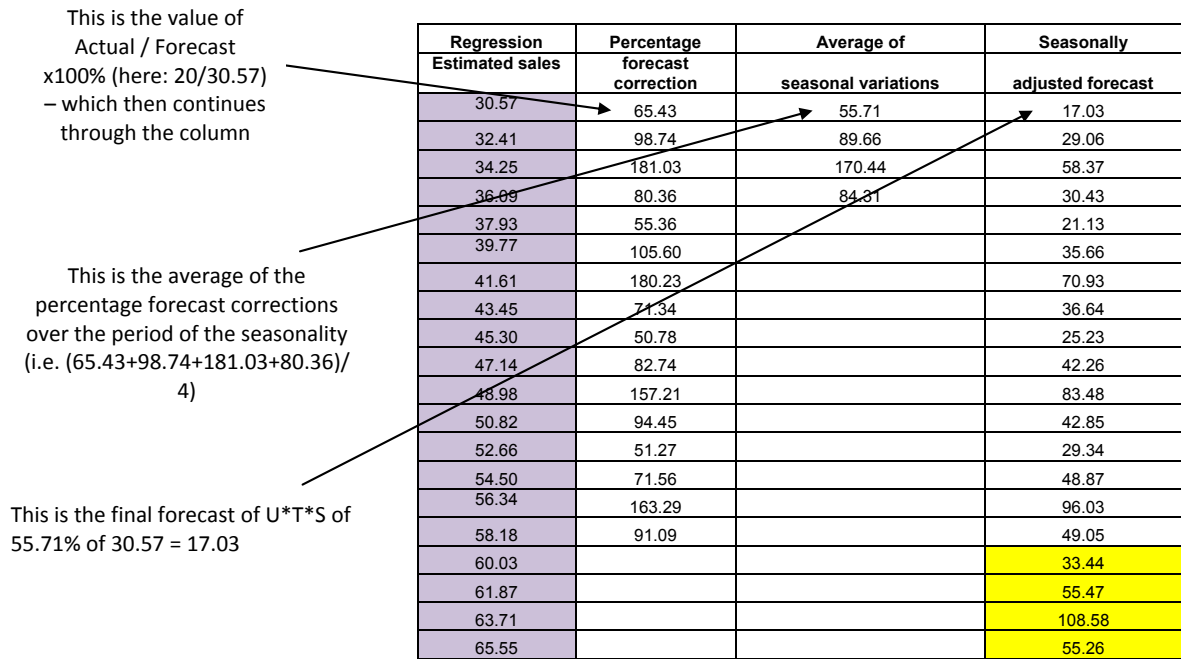 This is the value of
Actual / Forecast
x100% (here: 20/30.57)
– which then continues
through the column
This is the average of the
percentage forecast corrections
over the period of the seasonality
(i.e. (65.43+98.74+181.03+80.36)/
4)
This is the final forecast of U*T*S of
55.71% of 30.57 = 17.03
Regression Percentage Average of Seasonally
Estimated sales forecast correction seasonal variations adjusted forecast
30.57 65.43 55.71 17.03
32.41 98.74 89.66 29.06
34.25 181.03 170.44 58.37
36.09 80.36 84.31 30.43
37.93 55.36 21.13
39.77 105.60 35.66
41.61 180.23 70.93
43.45 71.34 36.64
45.30 50.78 25.23
47.14 82.74 42.26
48.98 157.21 83.48
50.82 94.45 42.85
52.66 51.27 29.34
54.50 71.56 48.87
56.34 163.29 96.03
58.18 91.09 49.05
60.03 33.44
61.87 55.47
63.71 108.58
65.55 55.26